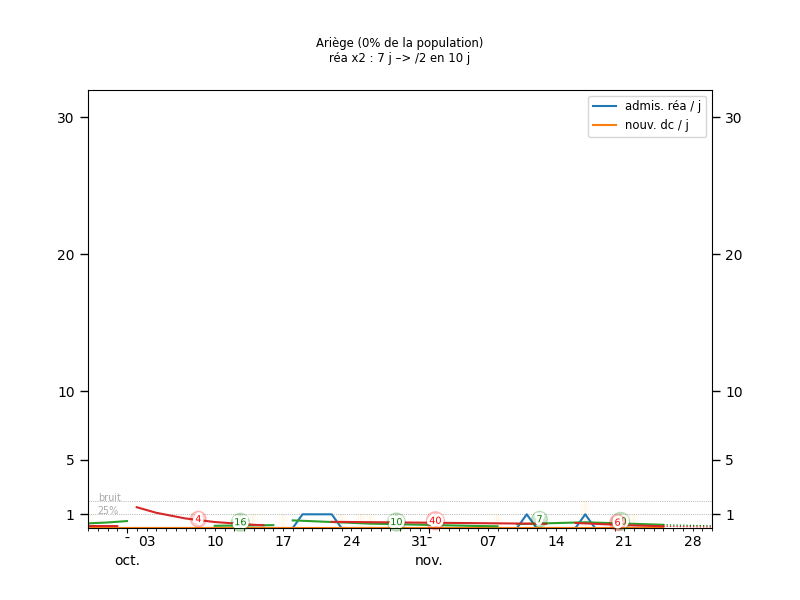 Ariège (0% de la population)
réa x2 : 7 j –> /2 en 10 j
admis. réa / j
nouv. dc / j
30 30
20 20
10 10
5 5
bruit
25%
1 1
4 16 10 40 7
- 03 10 17 24 31 07 14 21 28
oct. nov.